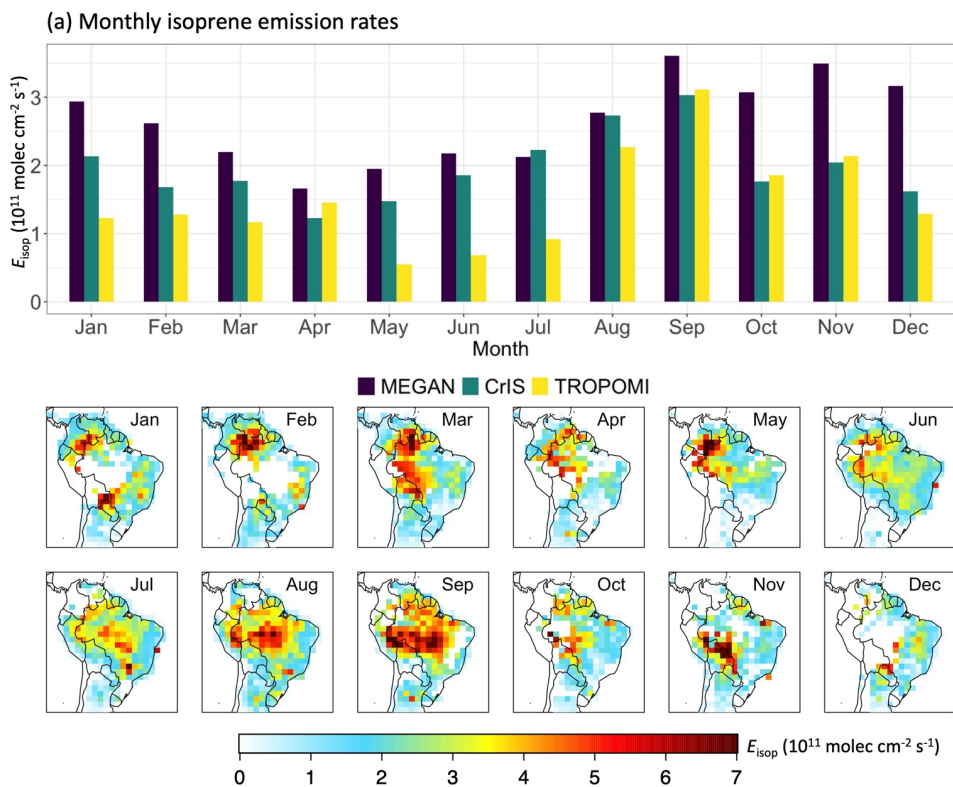 (a) Monthly isoprene emission rates
E_isop (10¹¹ molec cm⁻² s⁻¹)
3
2
1
0
Jan Feb Mar Apr May Jun Jul Aug Sep Oct Nov Dec
Month
MEGAN CrIS TROPOMI
Jan Feb Mar Apr May Jun
Jul Aug Sep Oct Nov Dec
E_isop (10¹¹ molec cm⁻² s⁻¹)
0 1 2 3 4 5 6 7